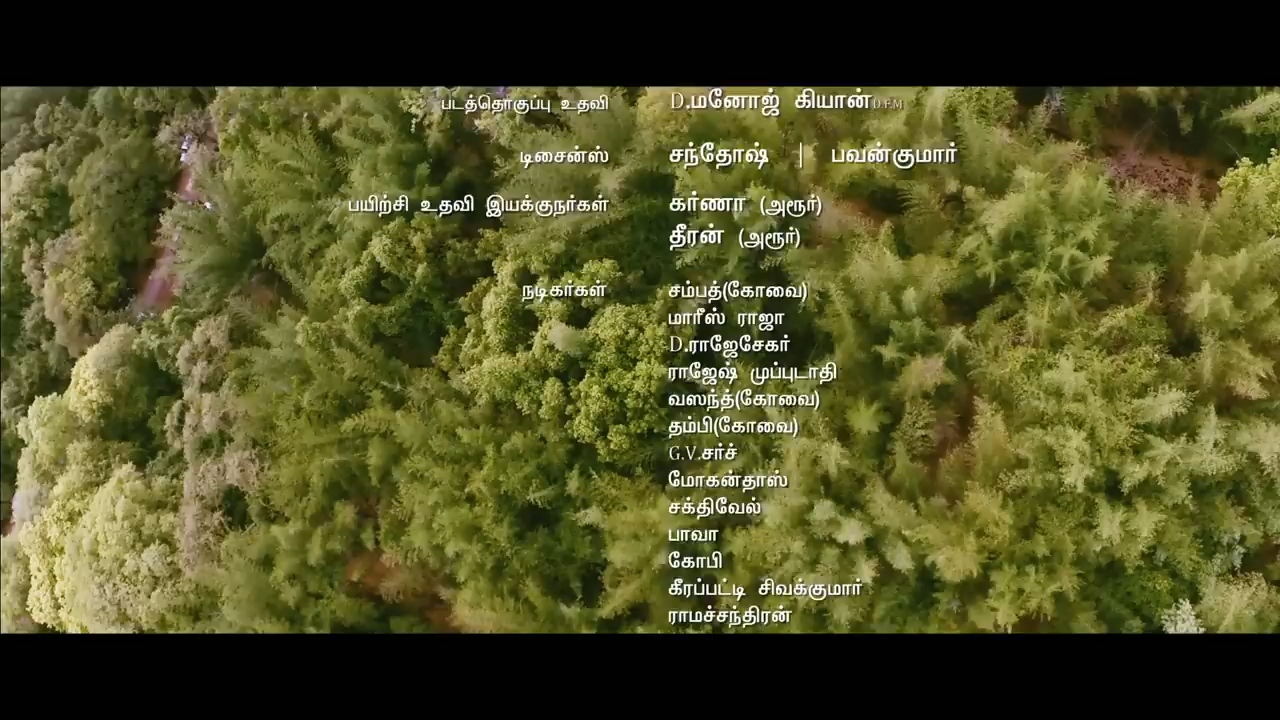 படத்தொகுப்பு உதவி D.மனோஜ் கியான் D.F.M
டிசைன்ஸ் சந்தோஷ் | பவன்குமார்
பயிற்சி உதவி இயக்குநர்கள் கர்ணா (அரூர்)
தீரன் (அரூர்)
நடிகர்கள் சம்பத்(கோவை)
மாரீஸ் ராஜா
D.ராஜேசேகர்
ராஜேஷ் முப்புடாதி
வஸந்த்(கோவை)
தம்பி(கோவை)
G.V.சர்ச்
மோகன்தாஸ்
சக்திவேல்
பாவா
கோபி
கீரப்பட்டி சிவக்குமார்
ராமச்சந்திரன்